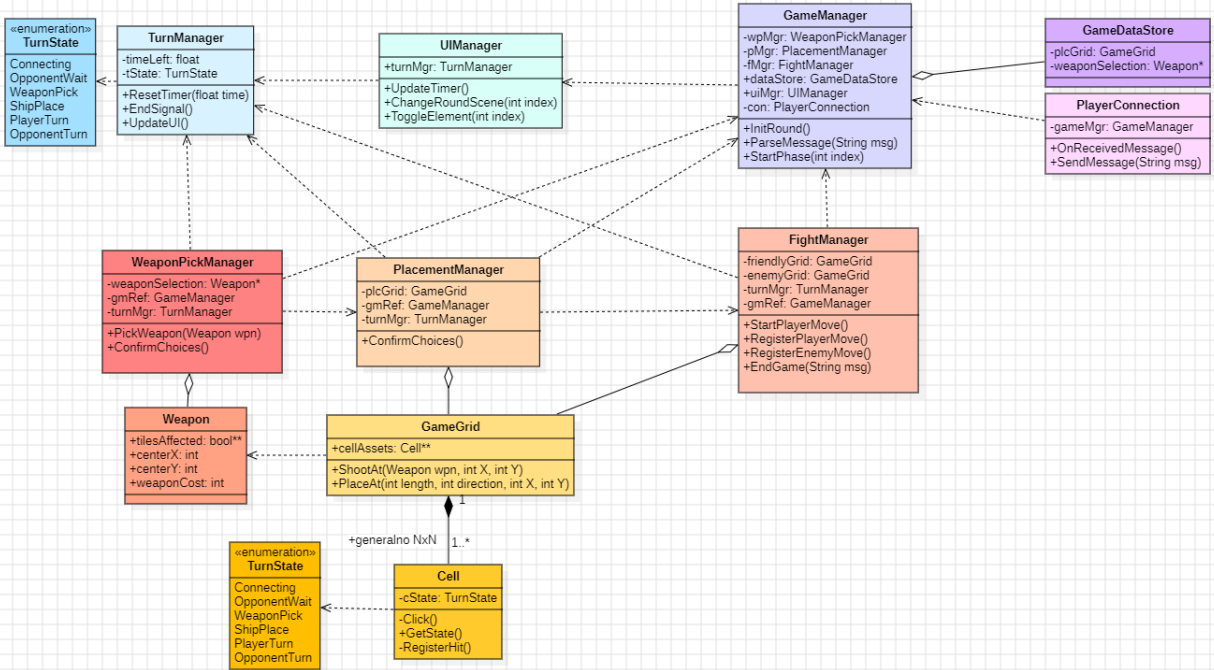 «enumeration»
TurnState
Connecting
OpponentWait
WeaponPick
ShipPlace
PlayerTurn
OpponentTurn
TurnManager
-timeLeft: float
-tState: TurnState
+ResetTimer(float time)
+EndSignal()
+UpdateUI()
UIManager
+turnMgr: TurnManager
+UpdateTimer()
+ChangeRoundScene(int index)
+ToggleElement(int index)
GameManager
-wpMgr: WeaponPickManager
-pMgr: PlacementManager
-fMgr: FightManager
+dataStore: GameDataStore
+uiMgr: UIManager
-con: PlayerConnection
+InitRound()
+ParseMessage(String msg)
+StartPhase(int index)
GameDataStore
-plcGrid: GameGrid
-weaponSelection: Weapon*
PlayerConnection
-gameMgr: GameManager
+OnReceivedMessage()
+SendMessage(String msg)
WeaponPickManager
-weaponSelection: Weapon*
-gmRef: GameManager
-turnMgr: TurnManager
+PickWeapon(Weapon wpn)
+ConfirmChoices()
PlacementManager
-plcGrid: GameGrid
-gmRef: GameManager
-turnMgr: TurnManager
+ConfirmChoices()
FightManager
-friendlyGrid: GameGrid
-enemyGrid: GameGrid
-turnMgr: TurnManager
-gmRef: GameManager
+StartPlayerMove()
+RegisterPlayerMove()
+RegisterEnemyMove()
+EndGame(String msg)
Weapon
+tilesAffected: bool**
+centerX: int
+centerY: int
+weaponCost: int
GameGrid
+cellAssets: Cell**
+ShootAt(Weapon wpn, int X, int Y)
+PlaceAt(int length, int direction, int X, int Y)
1
+generalno NxN
1..*
«enumeration»
TurnState
Connecting
OpponentWait
WeaponPick
ShipPlace
PlayerTurn
OpponentTurn
Cell
-cState: TurnState
-Click()
+GetState()
-RegisterHit()